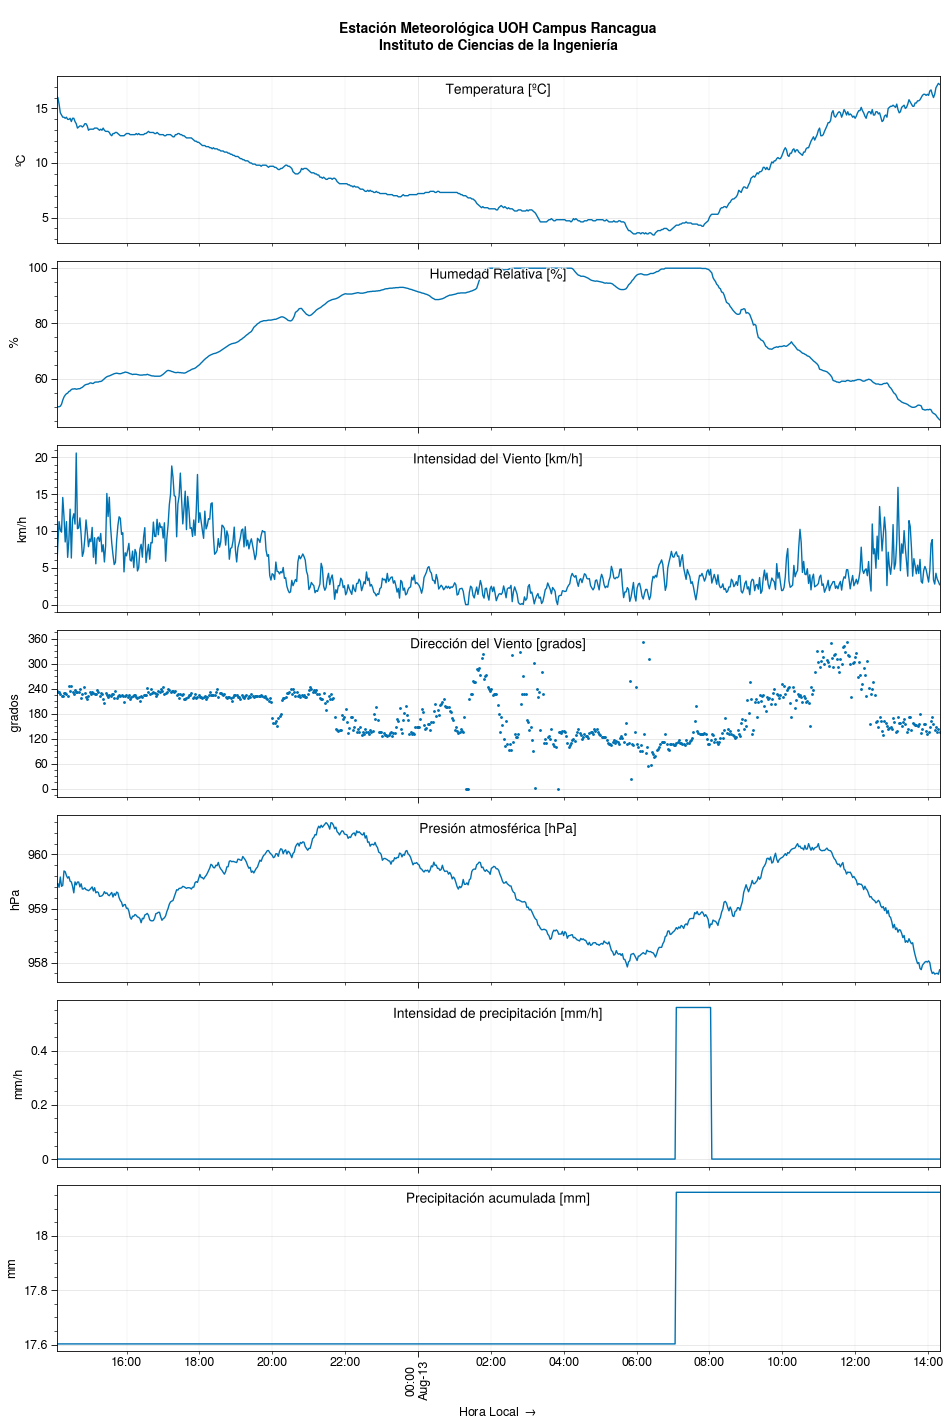 Estación Meteorológica UOH Campus Rancagua
Instituto de Ciencias de la Ingeniería
Temperatura [ºC]
ºC
15
10
5
Humedad Relativa [%]
%
100
80
60
Intensidad del Viento [km/h]
km/h
20
15
10
5
0
Dirección del Viento [grados]
grados
360
300
240
180
120
60
0
Presión atmosférica [hPa]
hPa
960
959
958
Intensidad de precipitación [mm/h]
mm/h
0.4
0.2
0
Precipitación acumulada [mm]
mm
18
17.8
17.6
16:00 18:00 20:00 22:00 00:00 02:00 04:00 06:00 08:00 10:00 12:00 14:00
Aug-13
Hora Local →